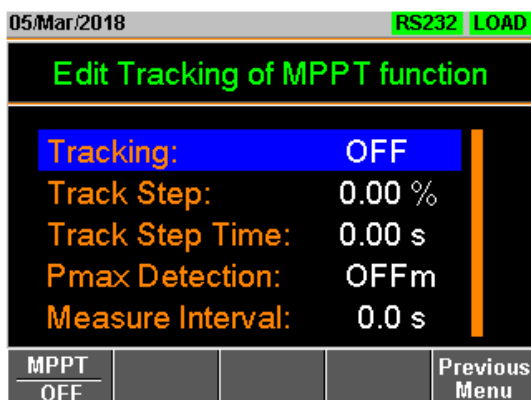 05/Mar/2018 RS232 LOAD
Edit Tracking of MPPT function
Tracking: OFF
Track Step: 0.00 %
Track Step Time: 0.00 s
Pmax Detection: OFFm
Measure Interval: 0.0 s
MPPT Previous
OFF Menu